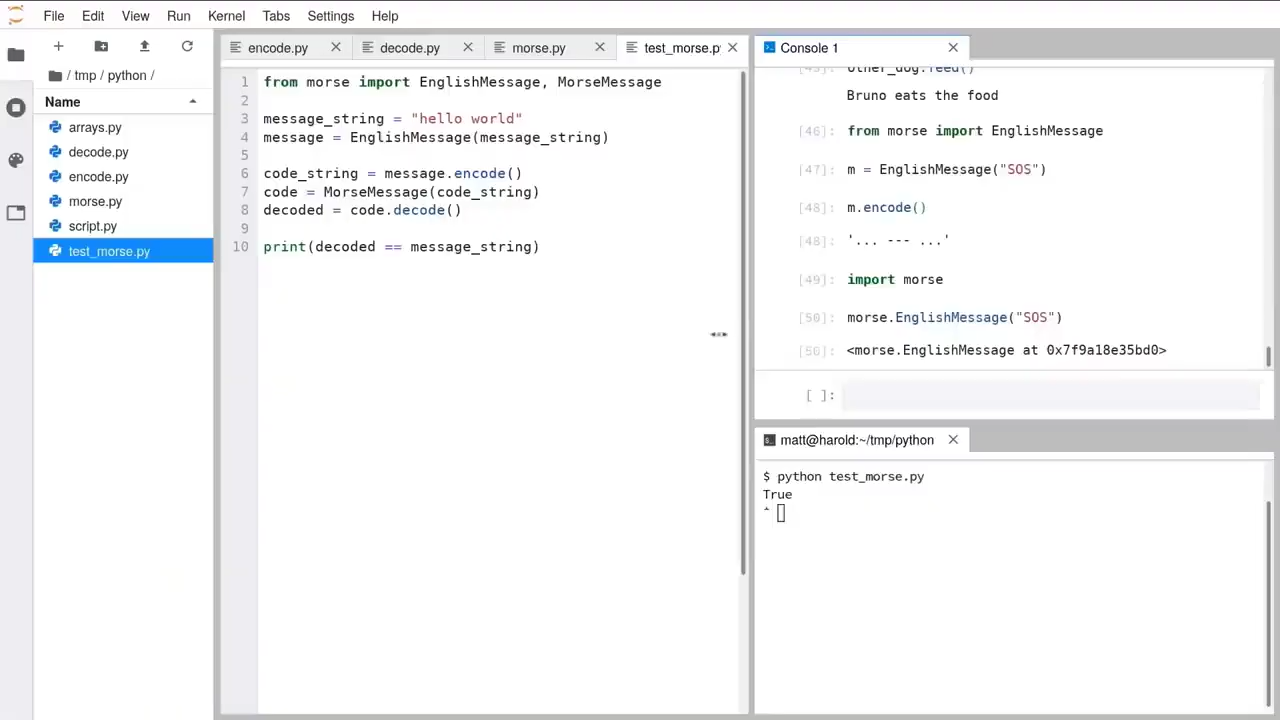 File Edit View Run Kernel Tabs Settings Help
/ tmp / python /
Name
arrays.py
decode.py
encode.py
morse.py
script.py
test_morse.py
encode.py
decode.py
morse.py
test_morse.py
1 from morse import EnglishMessage, MorseMessage
2
3 message_string = "hello world"
4 message = EnglishMessage(message_string)
5
6 code_string = message.encode()
7 code = MorseMessage(code_string)
8 decoded = code.decode()
9
10 print(decoded == message_string)
Console 1
[45]: other_dog.feed()
Bruno eats the food
[46]: from morse import EnglishMessage
[47]: m = EnglishMessage("SOS")
[48]: m.encode()
[48]: '... --- ...'
[49]: import morse
[50]: morse.EnglishMessage("SOS")
[50]: <morse.EnglishMessage at 0x7f9a18e35bd0>
[ ]:
matt@harold:~/tmp/python
$ python test_morse.py
True